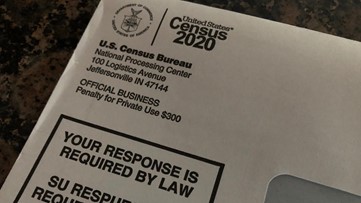 United States®
Census
2020
U.S. Census Bureau
National Processing Center
100 Logistics Avenue
Jeffersonville IN 47144
OFFICIAL BUSINESS
Penalty for Private Use $300
YOUR RESPONSE IS
REQUIRED BY LAW
SU